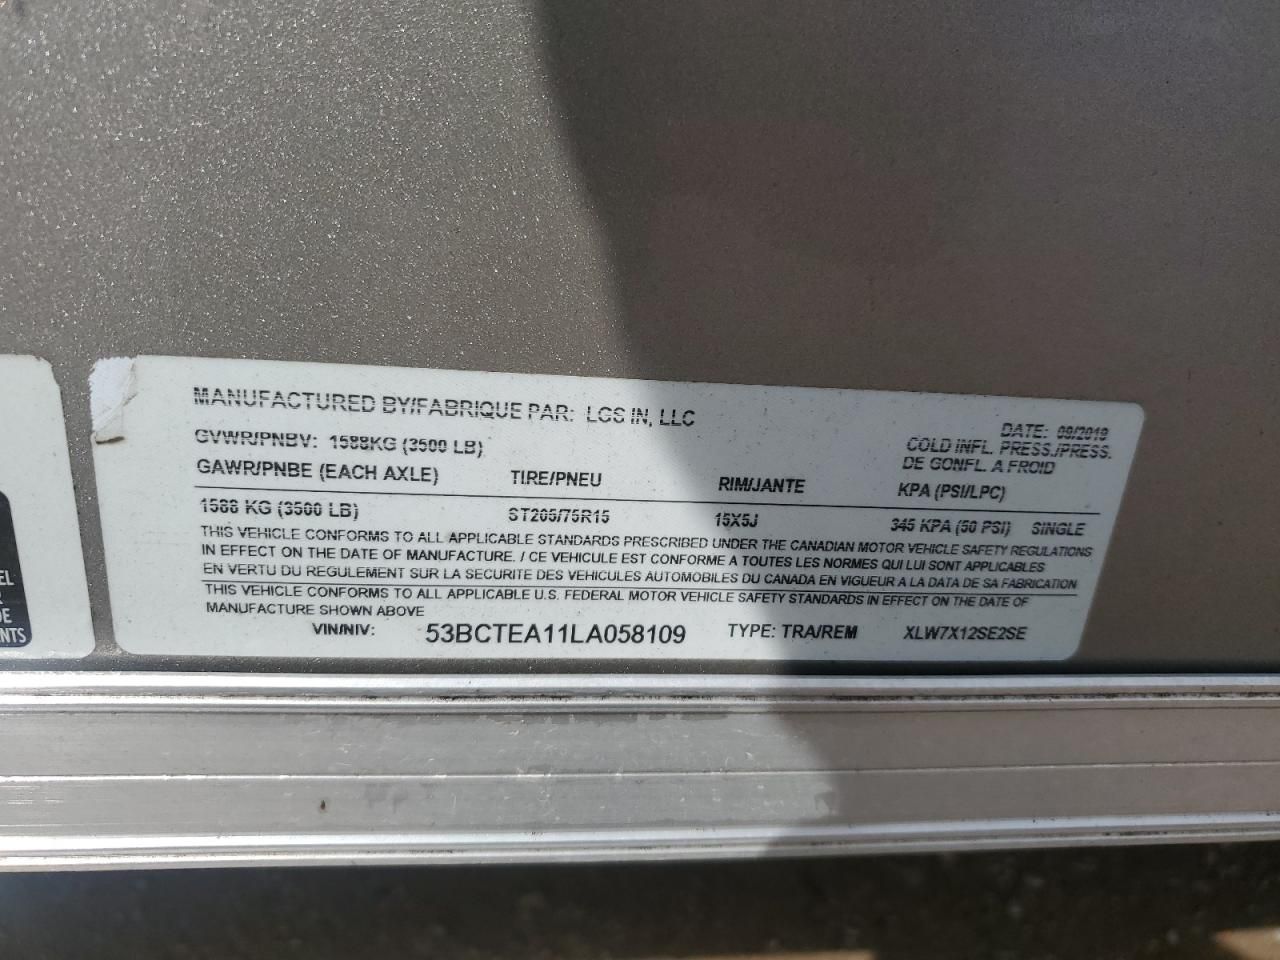 MANUFACTURED BY/FABRIQUE PAR: LGS IN, LLC
DATE: 09/2019
GVWR/PNBV: 1588KG (3500 LB)
COLD INFL. PRESS./PRESS.
DE GONFL. A FROID
GAWR/PNBE (EACH AXLE) TIRE/PNEU RIM/JANTE KPA (PSI/LPC)
1588 KG (3500 LB) ST205/75R15 15X5J 345 KPA (50 PSI) SINGLE
THIS VEHICLE CONFORMS TO ALL APPLICABLE STANDARDS PRESCRIBED UNDER THE CANADIAN MOTOR VEHICLE SAFETY REGULATIONS
IN EFFECT ON THE DATE OF MANUFACTURE. / CE VEHICULE EST CONFORME A TOUTES LES NORMES QUI LUI SONT APPLICABLES
EN VERTU DU REGULEMENT SUR LA SECURITE DES VEHICULES AUTOMOBILES DU CANADA EN VIGUEUR A LA DATA DE SA FABRICATION
THIS VEHICLE CONFORMS TO ALL APPLICABLE U.S. FEDERAL MOTOR VEHICLE SAFETY STANDARDS IN EFFECT ON THE DATE OF
MANUFACTURE SHOWN ABOVE
VIN/NIV: 53BCTEA11LA058109 TYPE: TRA/REM XLW7X12SE2SE
EL
DE
NTS